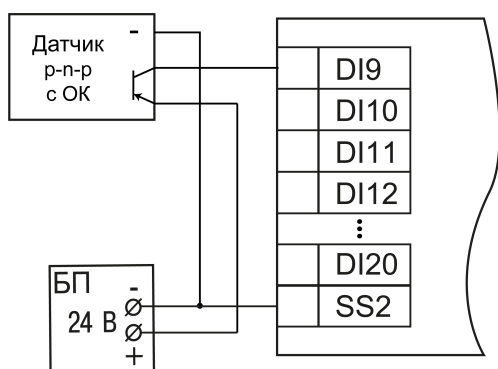 Датчик -
p-n-p
с ОК
DI9
DI10
DI11
DI12
DI20
SS2
БП -
24 В
+